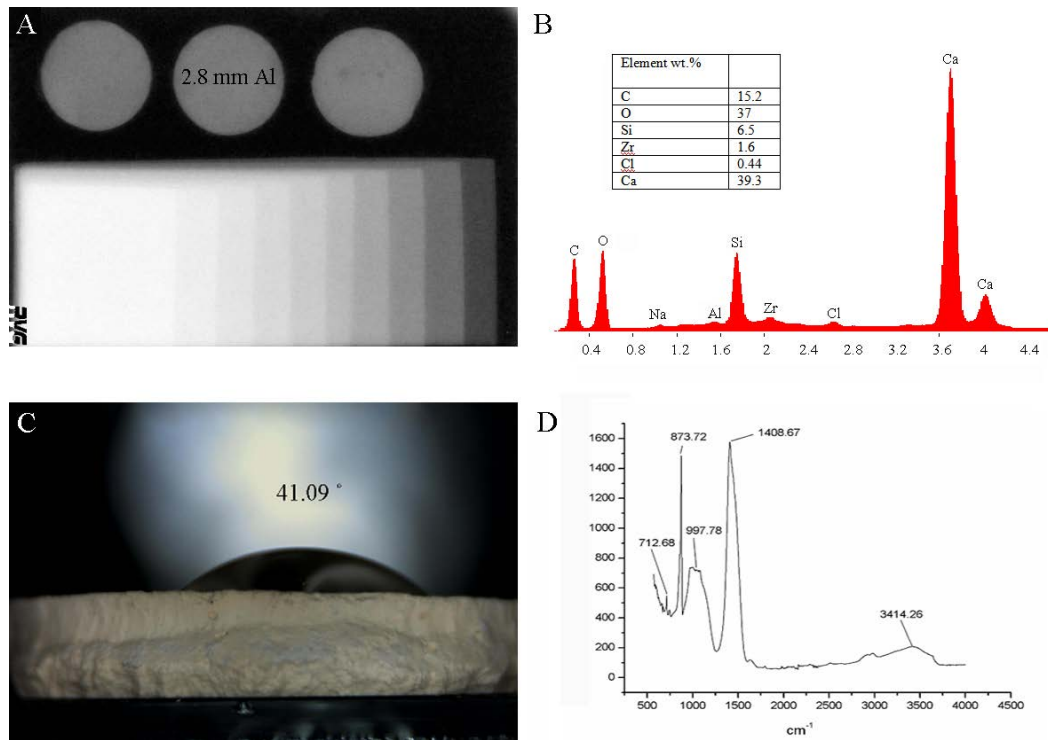 A
2.8 mm Al
B
Element wt.%
C 15.2
O 37
Si 6.5
Zr 1.6
Cl 0.44
Ca 39.3
Ca
C
O
Si
Na
Al
Zr
Cl
Ca
0.4 0.8 1.2 1.6 2 2.4 2.8 3.2 3.6 4 4.4
C
41.09 °
D
1600
1400
1200
1000
800
600
400
200
0
873.72
1408.67
712.68
997.78
3414.26
500 1000 1500 2000 2500 3000 3500 4000 4500
cm-1